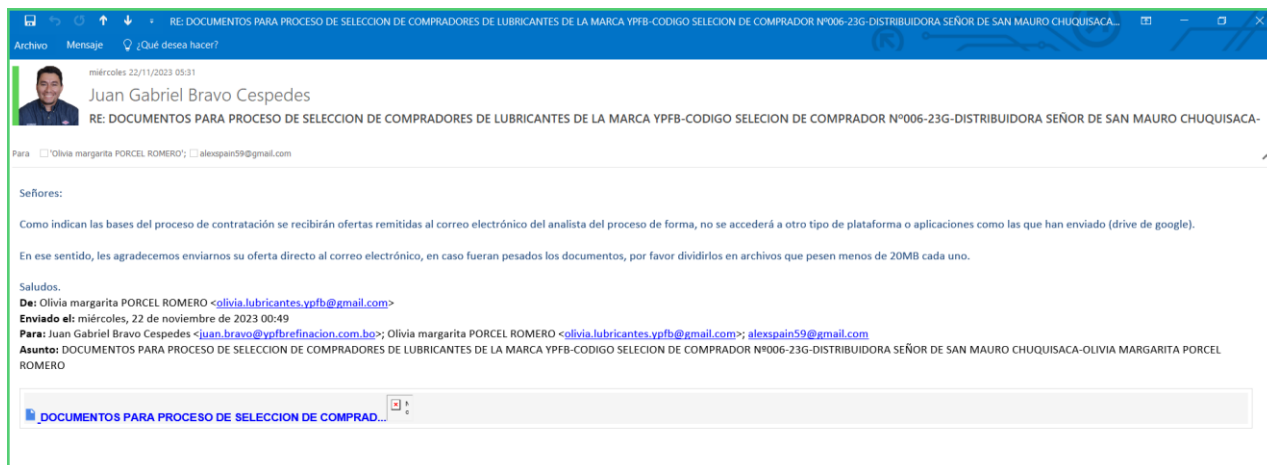 RE: DOCUMENTOS PARA PROCESO DE SELECCION DE COMPRADORES DE LUBRICANTES DE LA MARCA YPFB-CODIGO SELECION DE COMPRADOR Nº006-23G-DISTRIBUIDORA SEÑOR DE SAN MAURO CHUQUISACA...
Archivo Mensaje ¿Qué desea hacer?
miércoles 22/11/2023 05:31
Juan Gabriel Bravo Cespedes
RE: DOCUMENTOS PARA PROCESO DE SELECCION DE COMPRADORES DE LUBRICANTES DE LA MARCA YPFB-CODIGO SELECION DE COMPRADOR Nº006-23G-DISTRIBUIDORA SEÑOR DE SAN MAURO CHUQUISACA-
Para 'Olivia margarita PORCEL ROMERO'; alexspain59@gmail.com
Señores:
Como indican las bases del proceso de contratación se recibirán ofertas remitidas al correo electrónico del analista del proceso de forma, no se accederá a otro tipo de plataforma o aplicaciones como las que han enviado (drive de google).
En ese sentido, les agradecemos enviarnos su oferta directo al correo electrónico, en caso fueran pesados los documentos, por favor dividirlos en archivos que pesen menos de 20MB cada uno.
Saludos.
De: Olivia margarita PORCEL ROMERO <olivia.lubricantes.ypfb@gmail.com>
Enviado el: miércoles, 22 de noviembre de 2023 00:49
Para: Juan Gabriel Bravo Cespedes <juan.bravo@ypfbrefinacion.com.bo>; Olivia margarita PORCEL ROMERO <olivia.lubricantes.ypfb@gmail.com>; alexspain59@gmail.com
Asunto: DOCUMENTOS PARA PROCESO DE SELECCION DE COMPRADORES DE LUBRICANTES DE LA MARCA YPFB-CODIGO SELECION DE COMPRADOR Nº006-23G-DISTRIBUIDORA SEÑOR DE SAN MAURO CHUQUISACA-OLIVIA MARGARITA PORCEL
ROMERO
DOCUMENTOS PARA PROCESO DE SELECCION DE COMPRAD...